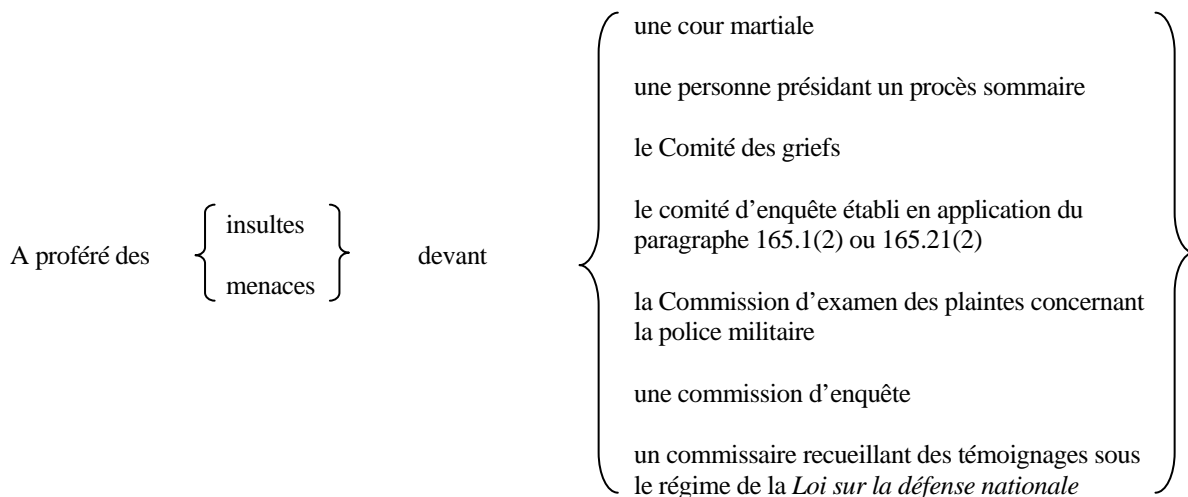 une cour martiale
une personne présidant un procès sommaire
le Comité des griefs
le comité d’enquête établi en application du
paragraphe 165.1(2) ou 165.21(2)
A proféré des
insultes
menaces
devant
la Commission d’examen des plaintes concernant
la police militaire
une commission d’enquête
un commissaire recueillant des témoignages sous
le régime de la Loi sur la défense nationale